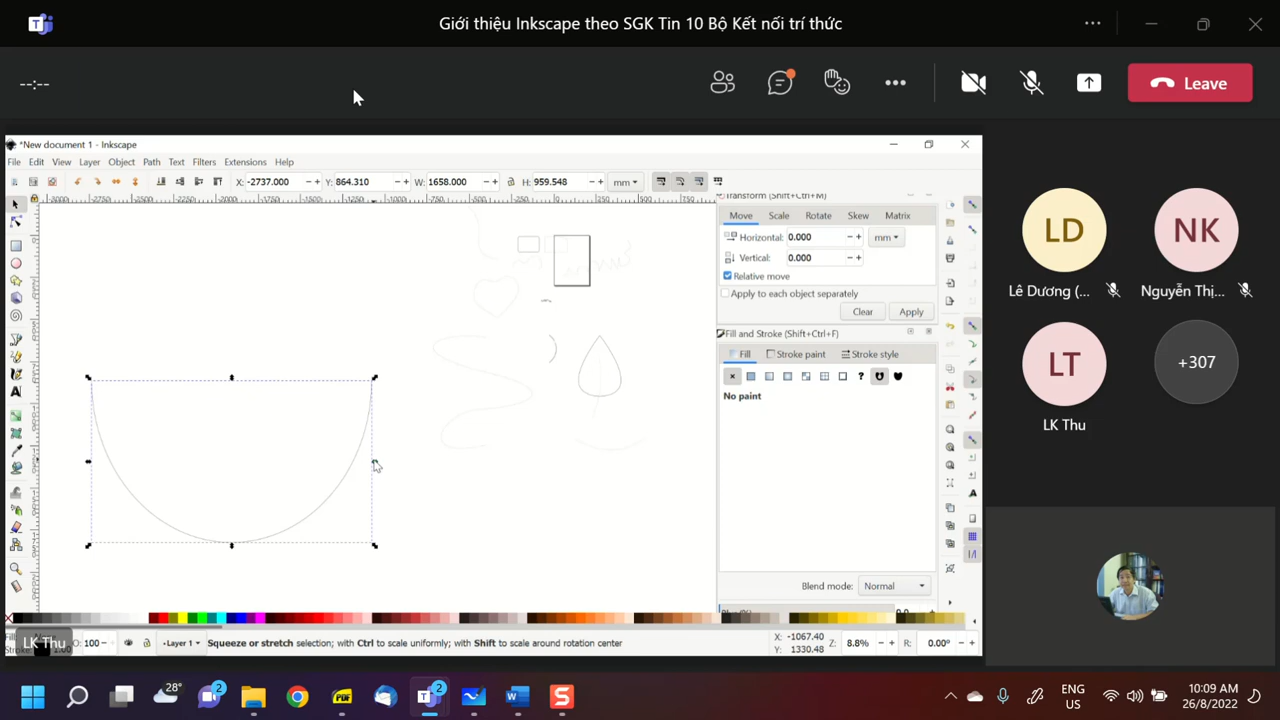 Giới thiệu Inkscape theo SGK Tin 10 Bộ Kết nối trí thức
--:--
Leave
*New document 1 - Inkscape
File Edit View Layer Object Path Text Filters Extensions Help
X: -2737.000 Y: 864.310 W: 1658.000 H: 959.548 mm
Transform (Shift+Ctrl+M)
Move Scale Rotate Skew Matrix
Horizontal: 0.000 mm
Vertical: 0.000
Relative move
Apply to each object separately
Clear Apply
Fill and Stroke (Shift+Ctrl+F)
Fill Stroke paint Stroke style
No paint
Blend mode: Normal
LD
NK
Lê Dương (...
Nguyễn Thị,...
LT
+307
LK Thu
LK Thu
O: 100
Layer 1
Squeeze or stretch selection; with Ctrl to scale uniformly; with Shift to scale around rotation center
X: -1067.40
Y: 1330.48
Z: 8.8%
R: 0.00°
28°
2
2
ENG
US
10:09 AM
26/8/2022